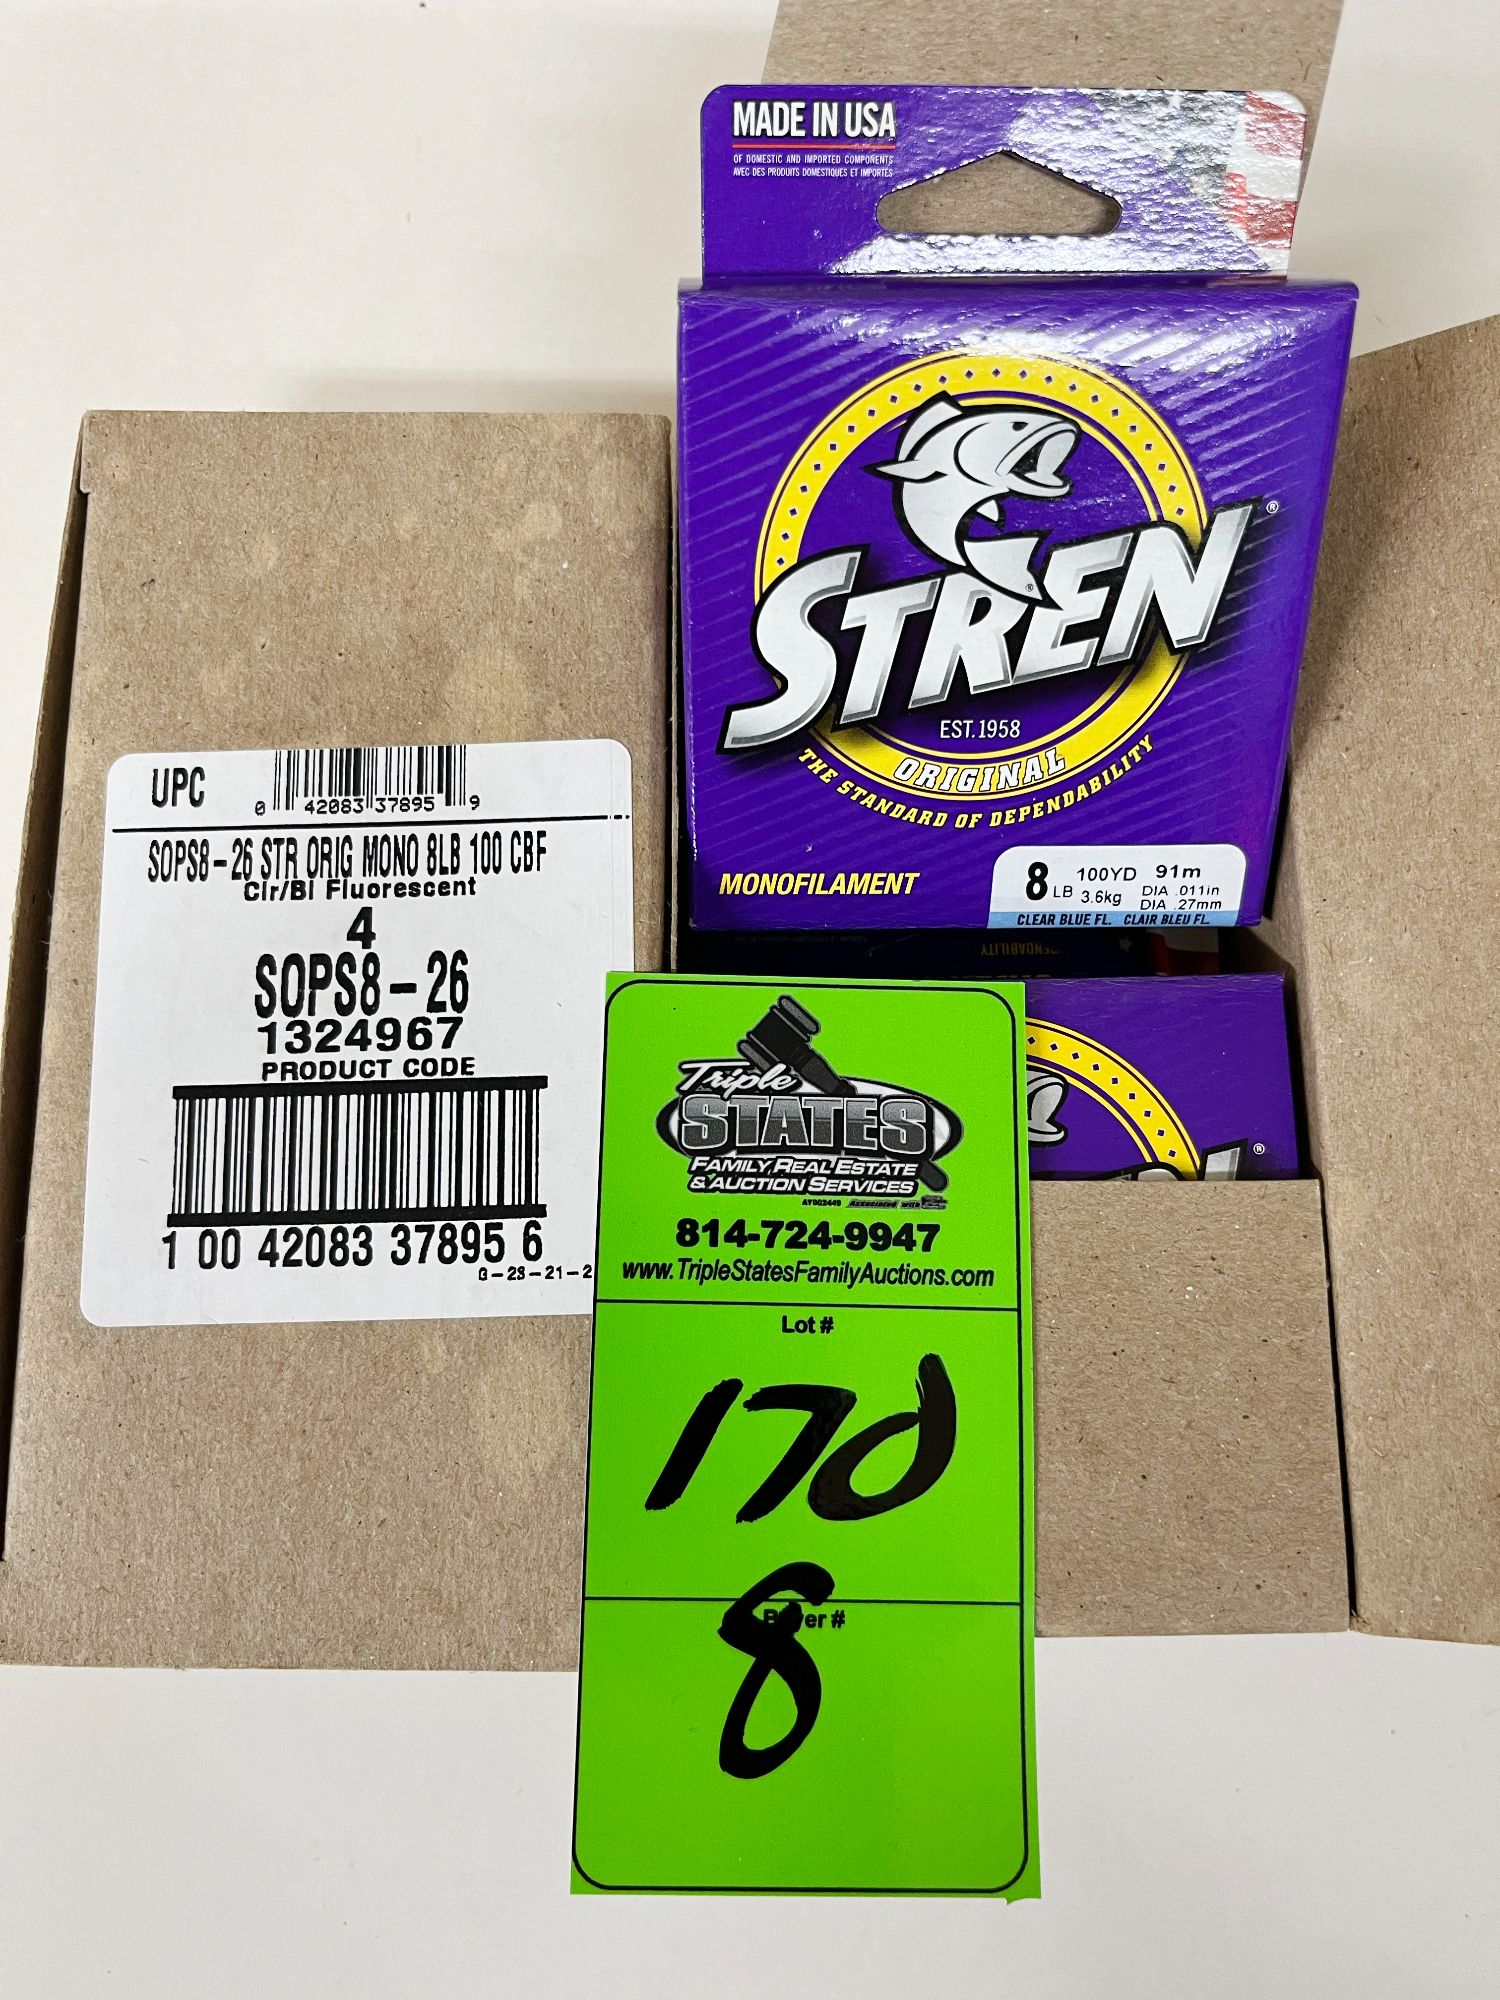 MADE IN USA
OF DOMESTIC AND IMPORTED COMPONENTS
AVEC DES PRODUITS DOMESTIQUES ET IMPORTÉS
STREN®
EST. 1958
ORIGINAL
THE STANDARD OF DEPENDABILITY
MONOFILAMENT
8 LB 100YD 91m
3.6kg DIA .011in
DIA .27mm
CLEAR BLUE FL. CLAIR BLEU FL.
UPC
0 42083 37895 9
SOPS8-26 STR ORIG MONO 8LB 100 CBF
Clr/Bl Fluorescent
4
SOPS8-26
1324967
PRODUCT CODE
1 00 42083 37895 6
Triple
STATES
FAMILY REAL ESTATE
& AUCTION SERVICES
AY002449 Associated with
814-724-9947
www.TripleStatesFamilyAuctions.com
Lot #
170
#
8